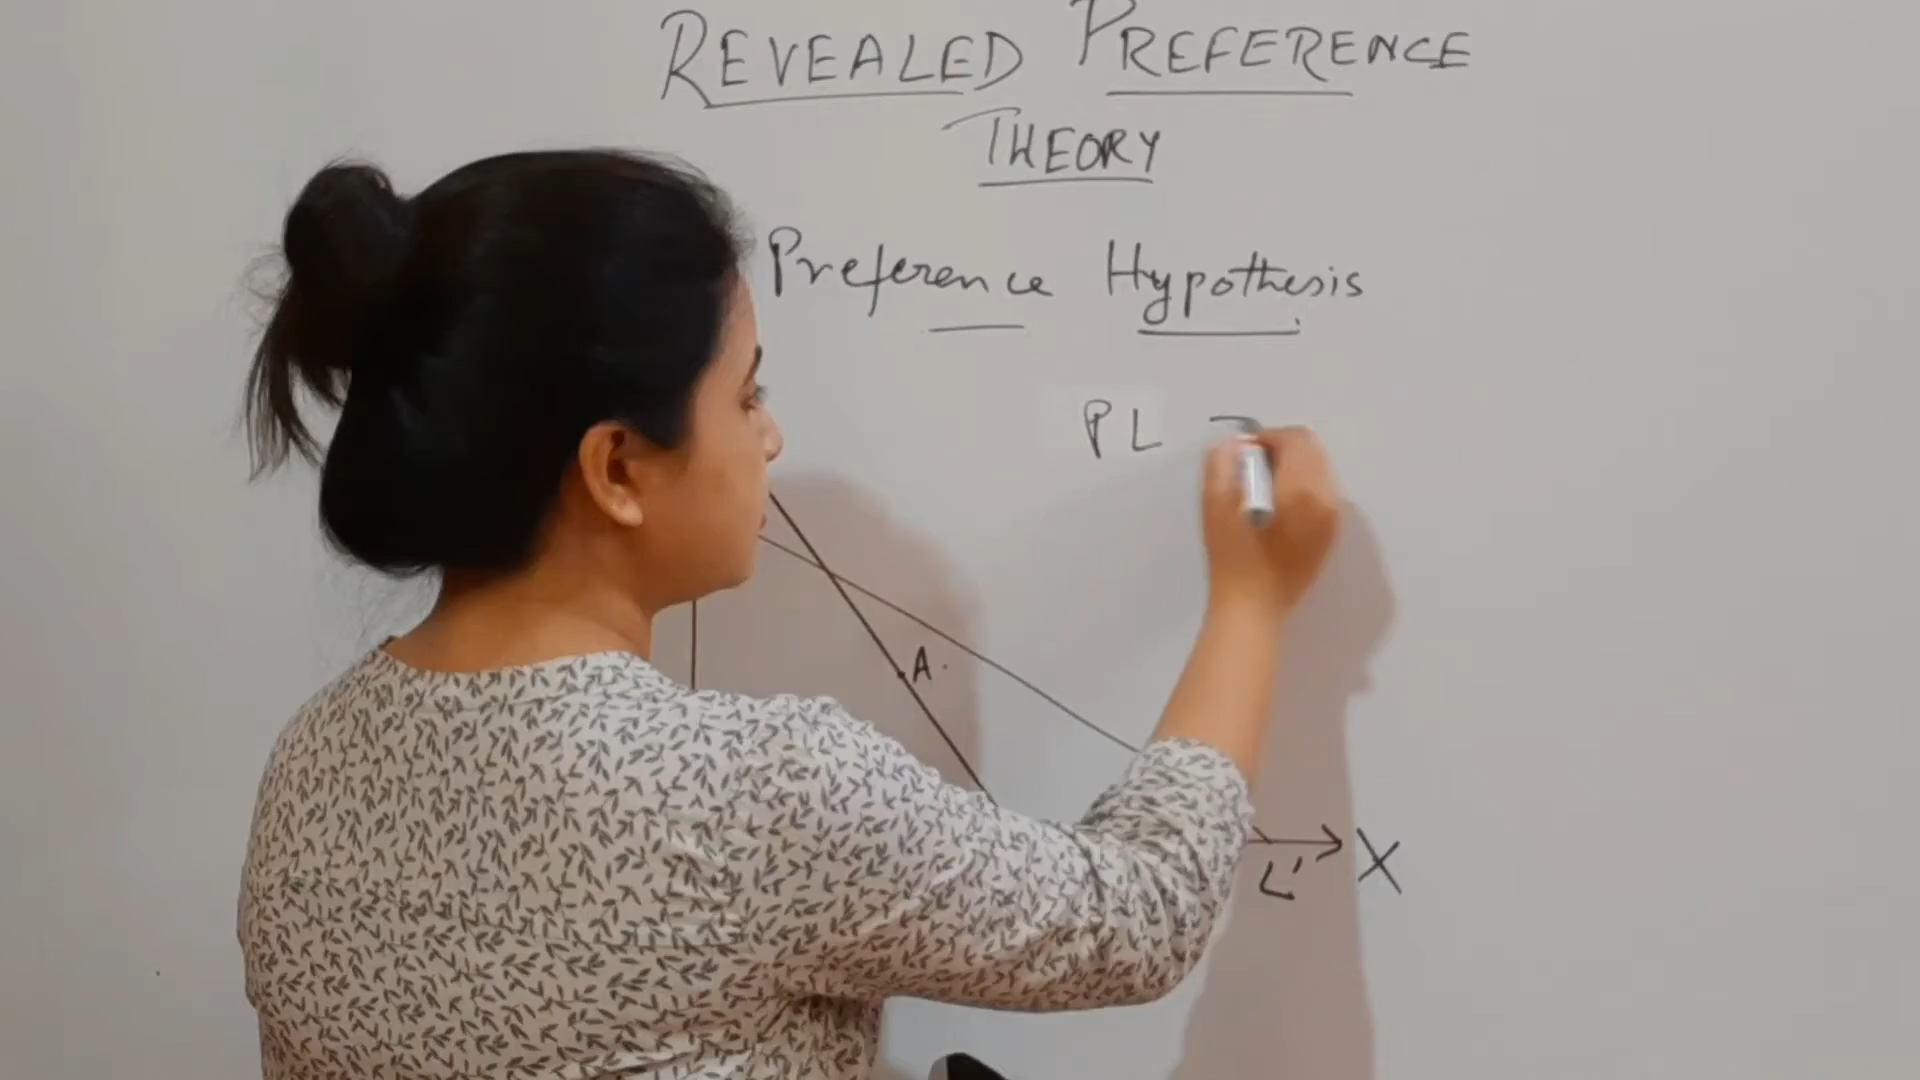 REVEALED PREFERENCE
THEORY
Preference Hypothesis
PL
A.
L'
X